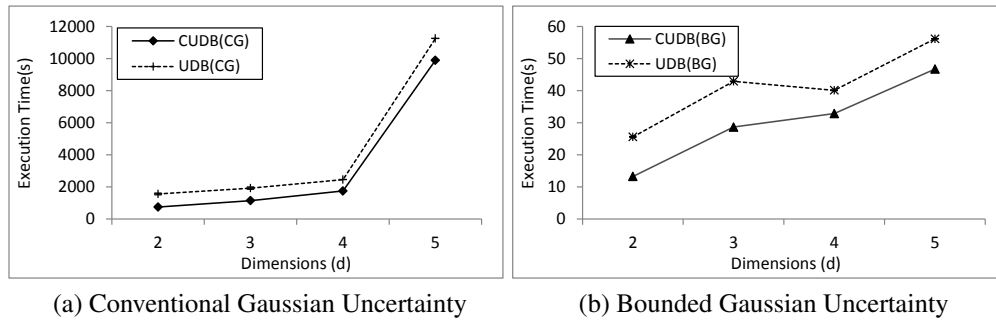 12000
10000
8000
6000
4000
2000
0
Execution Time(s)
CUDB(CG)
UDB(CG)
2 3 4 5
Dimensions (d)
(a) Conventional Gaussian Uncertainty
60
50
40
30
20
10
0
Execution Time(s)
CUDB(BG)
UDB(BG)
2 3 4 5
Dimensions (d)
(b) Bounded Gaussian Uncertainty